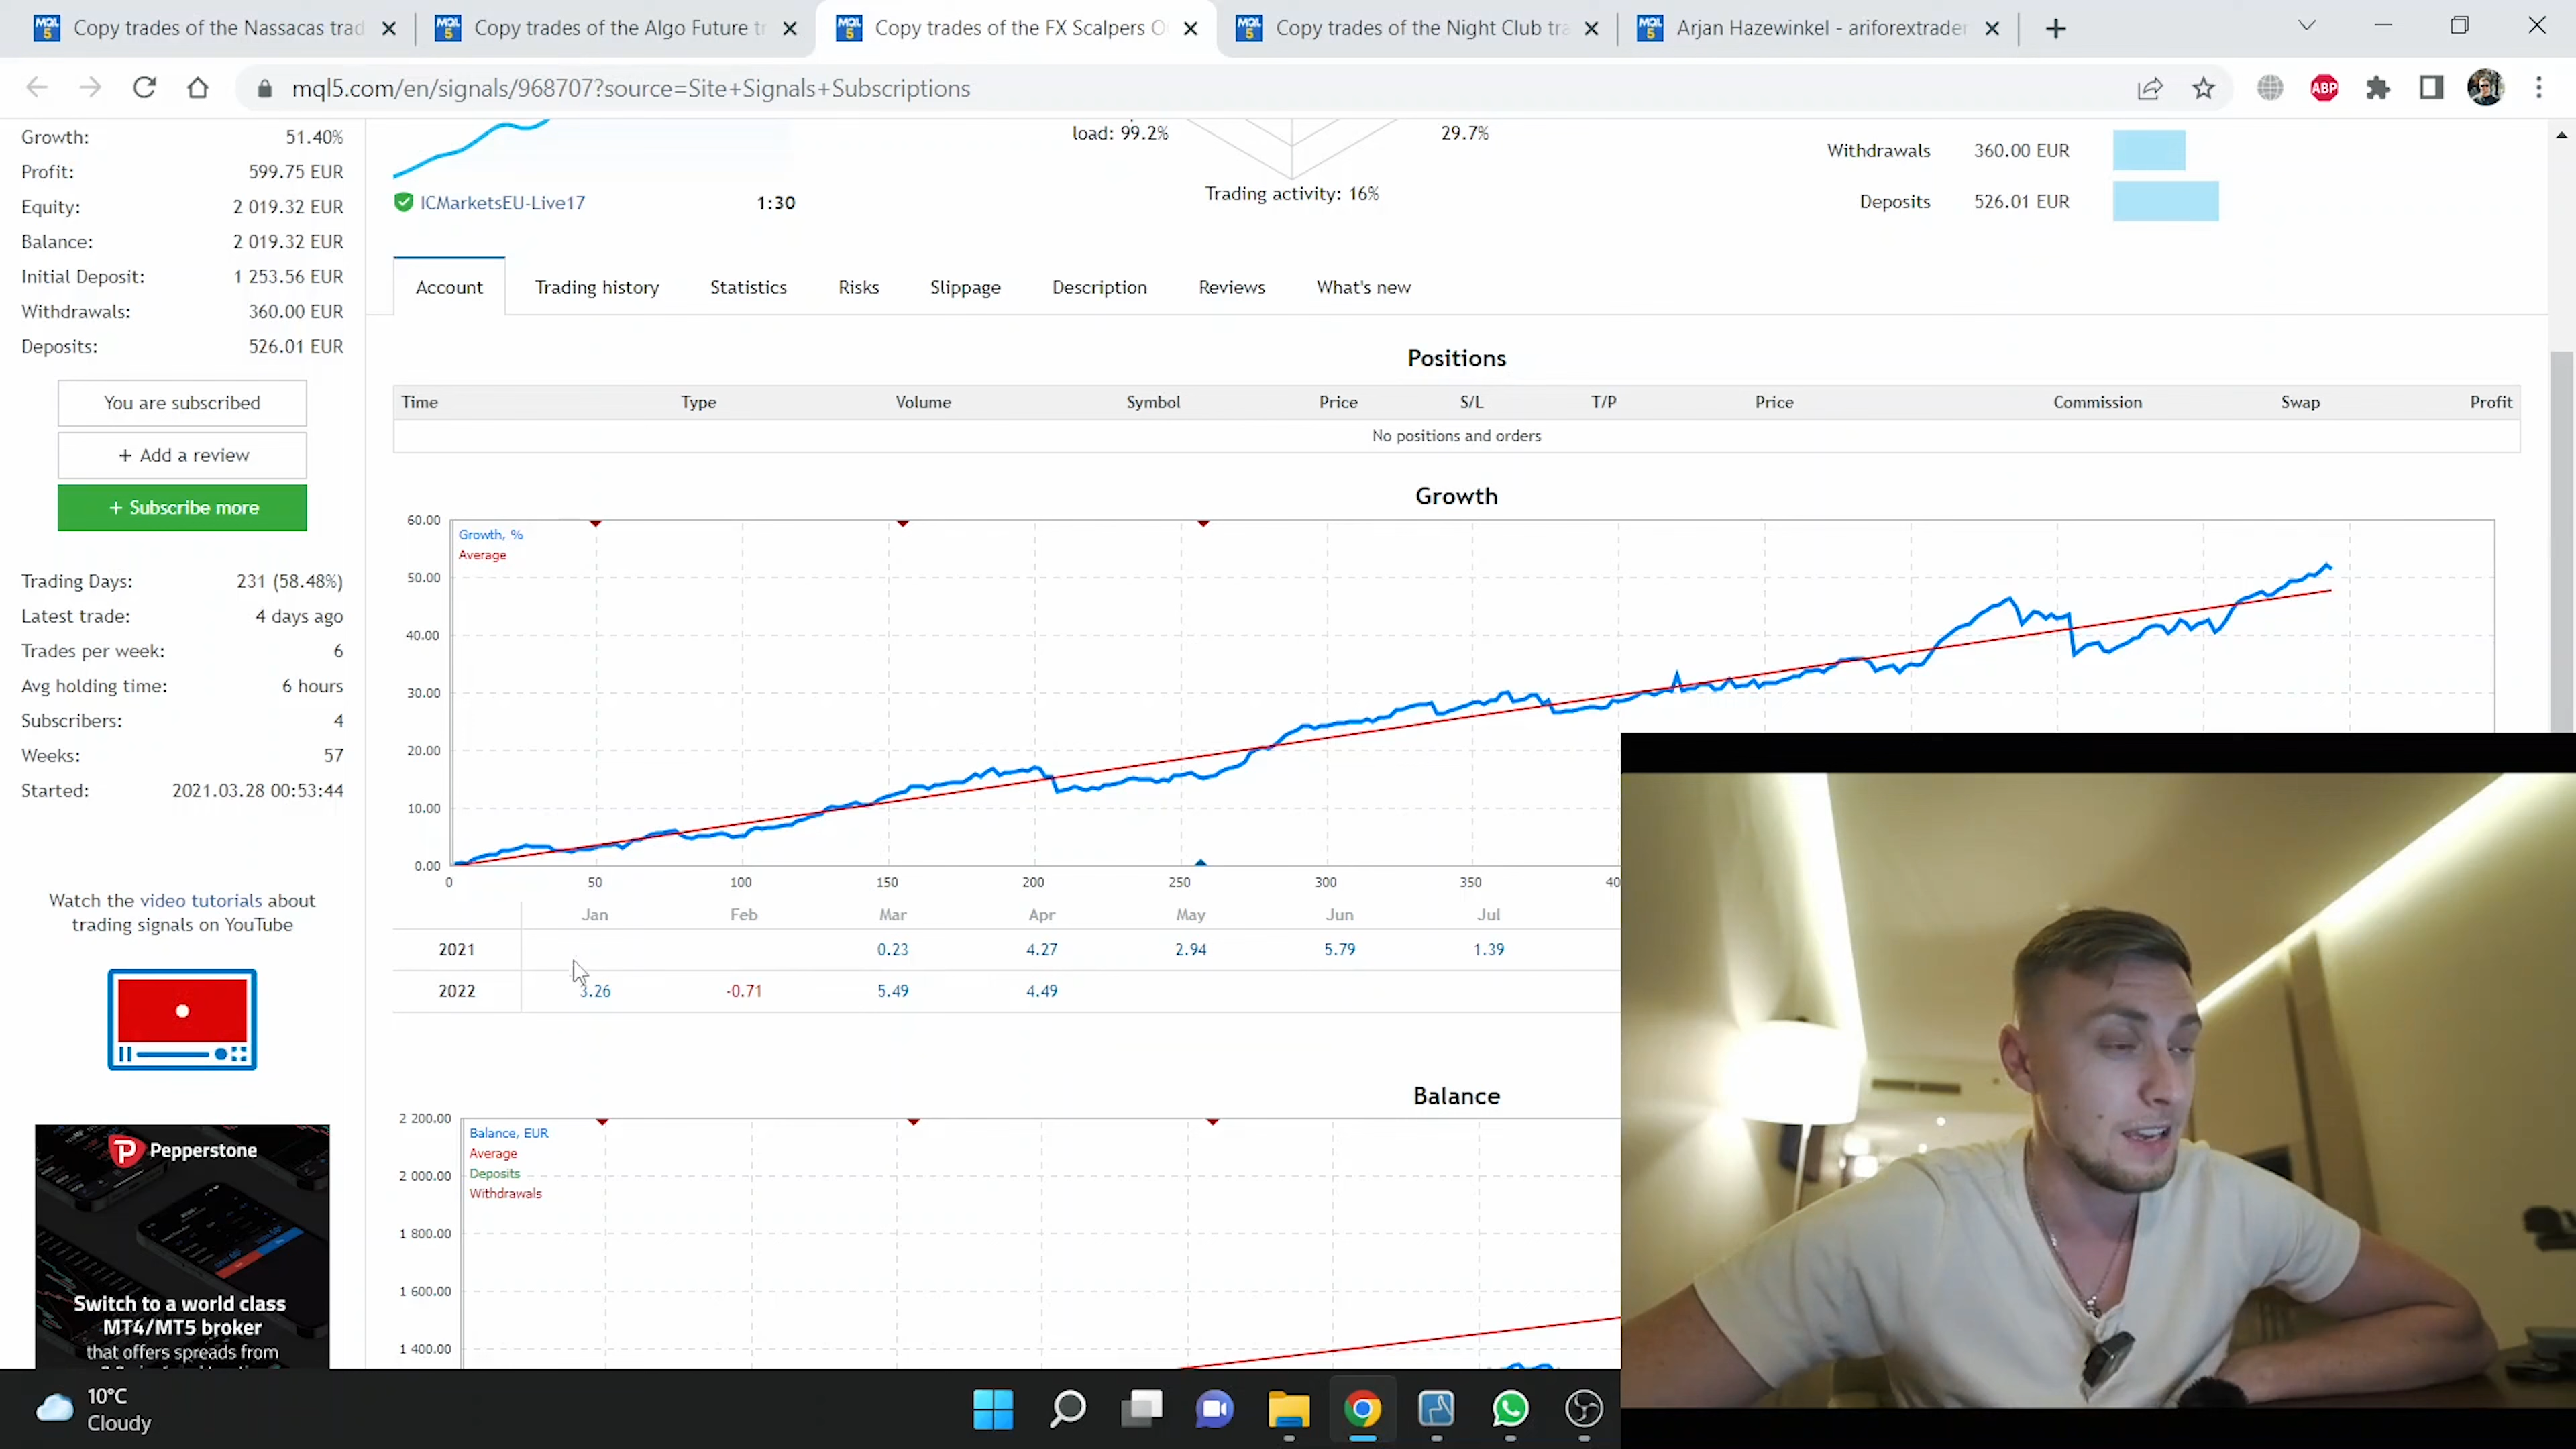 Copy trades of the Nassacas trad
Copy trades of the Algo Future tr
Copy trades of the FX Scalpers O
Copy trades of the Night Club tra
Arjan Hazewinkel - ariforextrader
mql5.com/en/signals/968707?source=Site+Signals+Subscriptions
ABP
Growth: 51.40%
Profit: 599.75 EUR
Equity: 2 019.32 EUR
Balance: 2 019.32 EUR
Initial Deposit: 1 253.56 EUR
Withdrawals: 360.00 EUR
Deposits: 526.01 EUR
You are subscribed
+ Add a review
+ Subscribe more
Trading Days: 231 (58.48%)
Latest trade: 4 days ago
Trades per week: 6
Avg holding time: 6 hours
Subscribers: 4
Weeks: 57
Started: 2021.03.28 00:53:44
Watch the video tutorials about
trading signals on YouTube
Pepperstone
Switch to a world class
MT4/MT5 broker
that offers spreads from
ICMarketsEU-Live17 1:30
load: 99.2%
29.7%
Trading activity: 16%
Withdrawals 360.00 EUR
Deposits 526.01 EUR
Account Trading history Statistics Risks Slippage Description Reviews What's new
Positions
Time Type Volume Symbol Price S/L T/P Price Commission Swap Profit
No positions and orders
Growth
60.00
50.00
40.00
30.00
20.00
10.00
0.00
Growth, %
Average
0 50 100 150 200 250 300 350 40
Jan Feb Mar Apr May Jun Jul
2021 0.23 4.27 2.94 5.79 1.39
2022 3.26 -0.71 5.49 4.49
Balance
2 200.00
2 000.00
1 800.00
1 600.00
1 400.00
Balance, EUR
Average
Deposits
Withdrawals
10°C
Cloudy